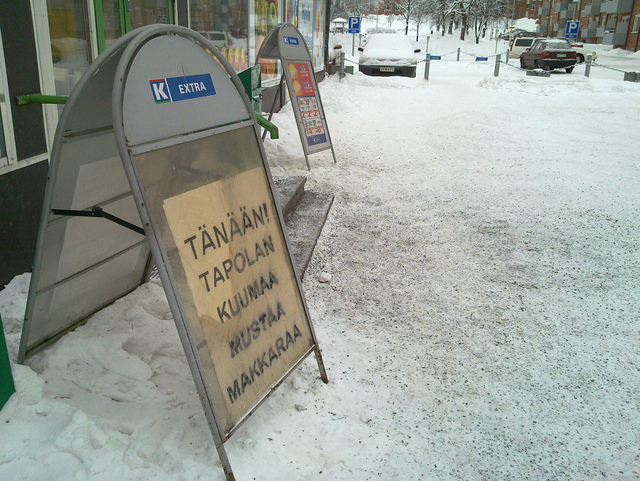 K EXTRA
TÄNÄÄN!
TAPOLAN
KUUMAA
MUSTAA
MAKKARAA
K
P
P